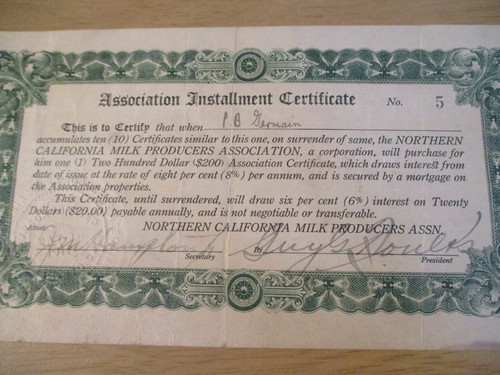 Association Installment Certificate No. 5
This is to Certify that when P B Germain
accumulates ten (10) Certificates similar to this one, on surrender of same, the NORTHERN
CALIFORNIA MILK PRODUCERS ASSOCIATION, a corporation, will purchase for
him one (1) Two Hundred Dollar ($200) Association Certificate, which draws interest from
date of issue at the rate of eight per cent (8%) per annum, and is secured by a mortgage on
the Association properties.
This Certificate, until surrendered, will draw six per cent (6%) interest on Twenty
Dollars ($20.00) payable annually, and is not negotiable or transferable.
NORTHERN CALIFORNIA MILK PRODUCERS ASSN.
Attest:
By
Secretary President